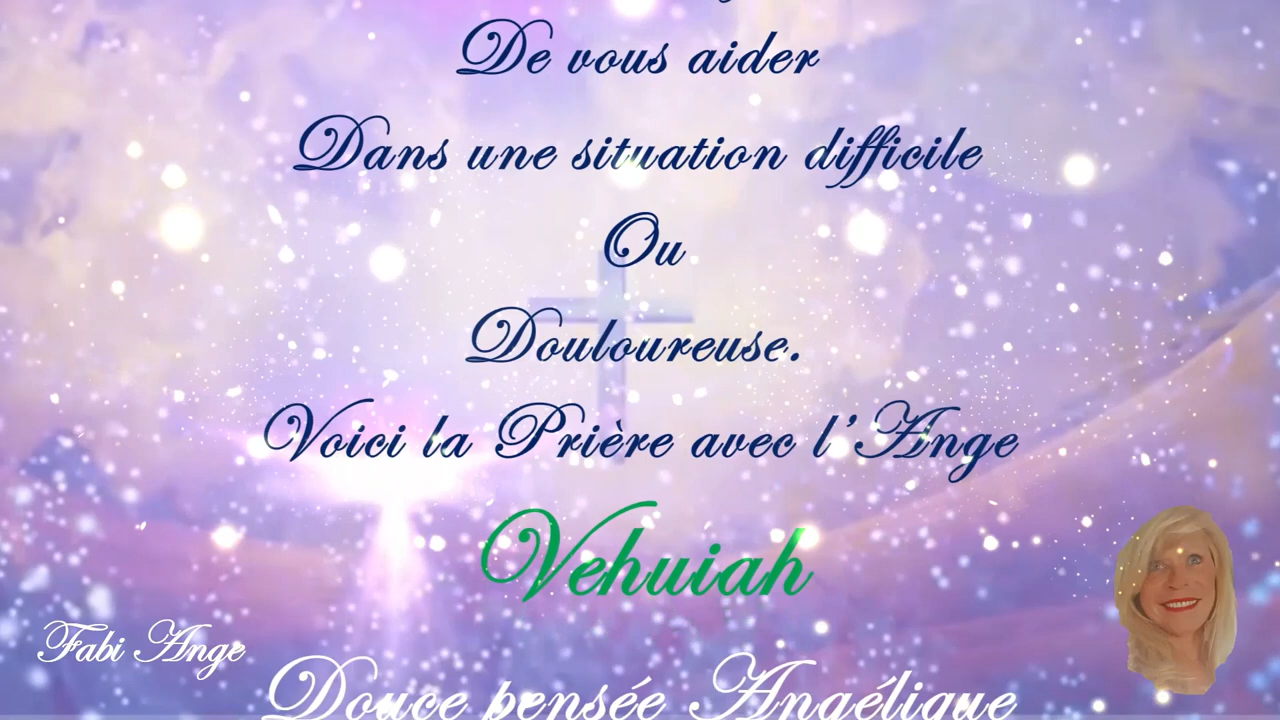 De vous aider
Dans une situation difficile
Ou
Douloureuse.
Voici la Prière avec l'Ange
Vehuiah
Fabi Ange
Douce pensée Angélique